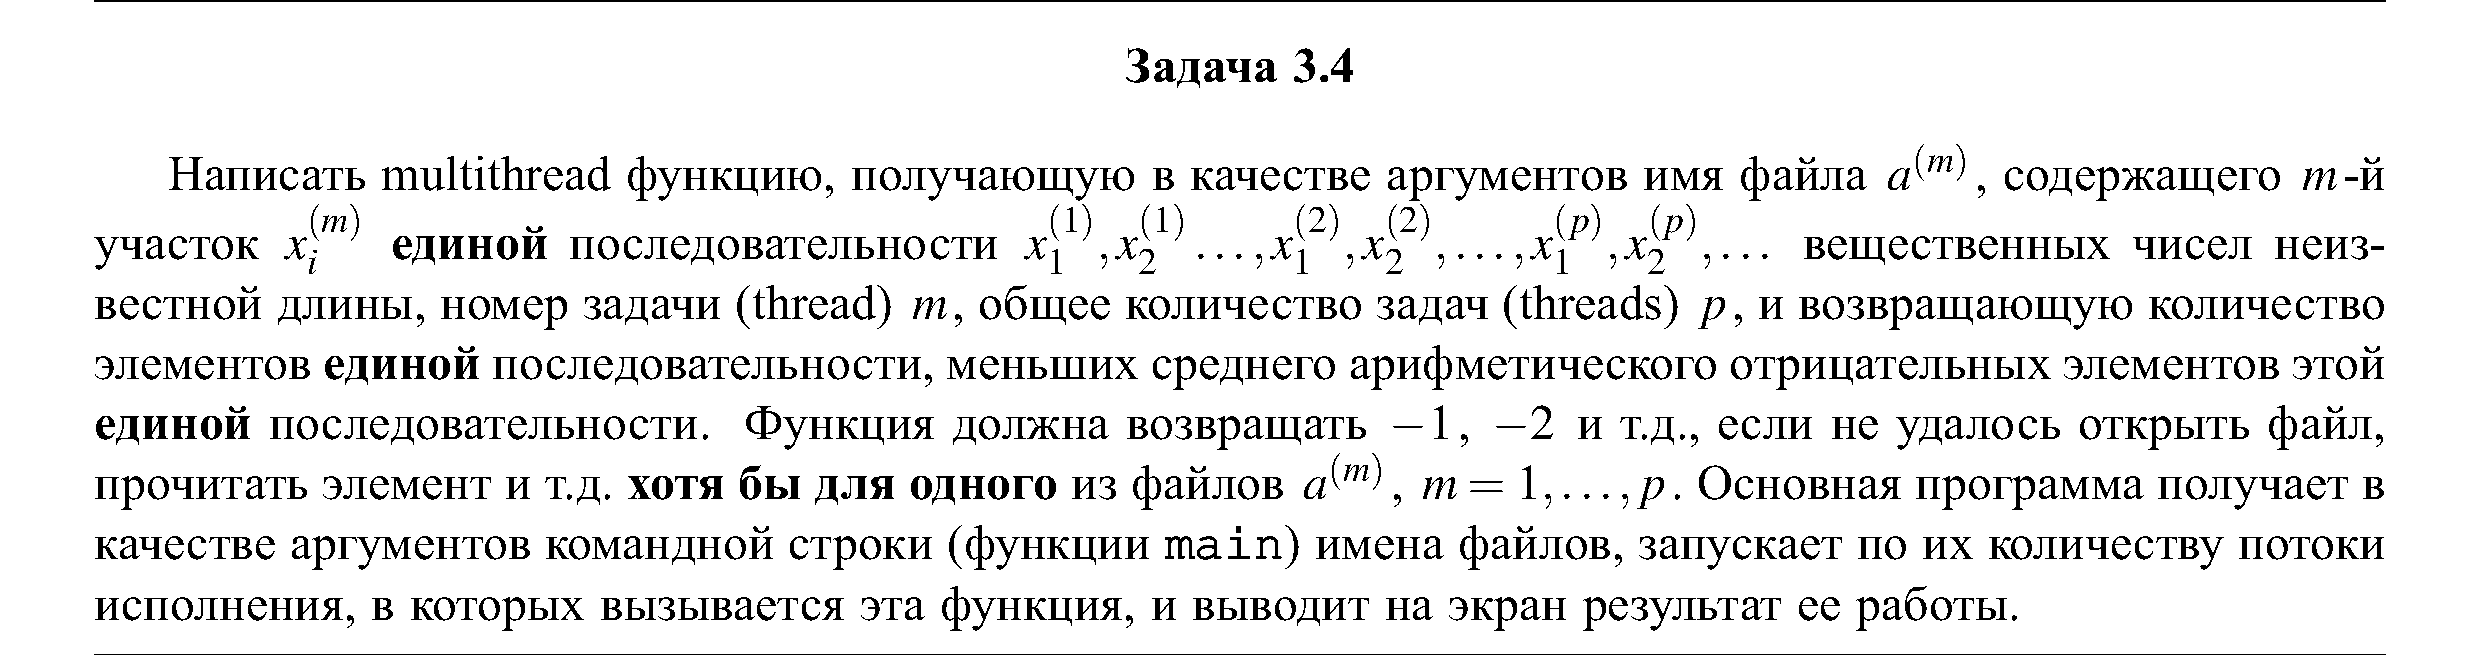 Задача 3.4
Написать multithread функцию, получающую в качестве аргументов имя файла a^{(m)}, содержащего m-й
участок x_i^{(m)} единой последовательности x_1^{(1)}, x_2^{(1)} ..., x_1^{(2)}, x_2^{(2)}, ..., x_1^{(p)}, x_2^{(p)}, ... вещественных чисел неиз-
вестной длины, номер задачи (thread) m, общее количество задач (threads) p, и возвращающую количество
элементов единой последовательности, меньших среднего арифметического отрицательных элементов этой
единой последовательности. Функция должна возвращать −1, −2 и т.д., если не удалось открыть файл,
прочитать элемент и т.д. хотя бы для одного из файлов a^{(m)}, m = 1, ..., p. Основная программа получает в
качестве аргументов командной строки (функции main) имена файлов, запускает по их количеству потоки
исполнения, в которых вызывается эта функция, и выводит на экран результат ее работы.